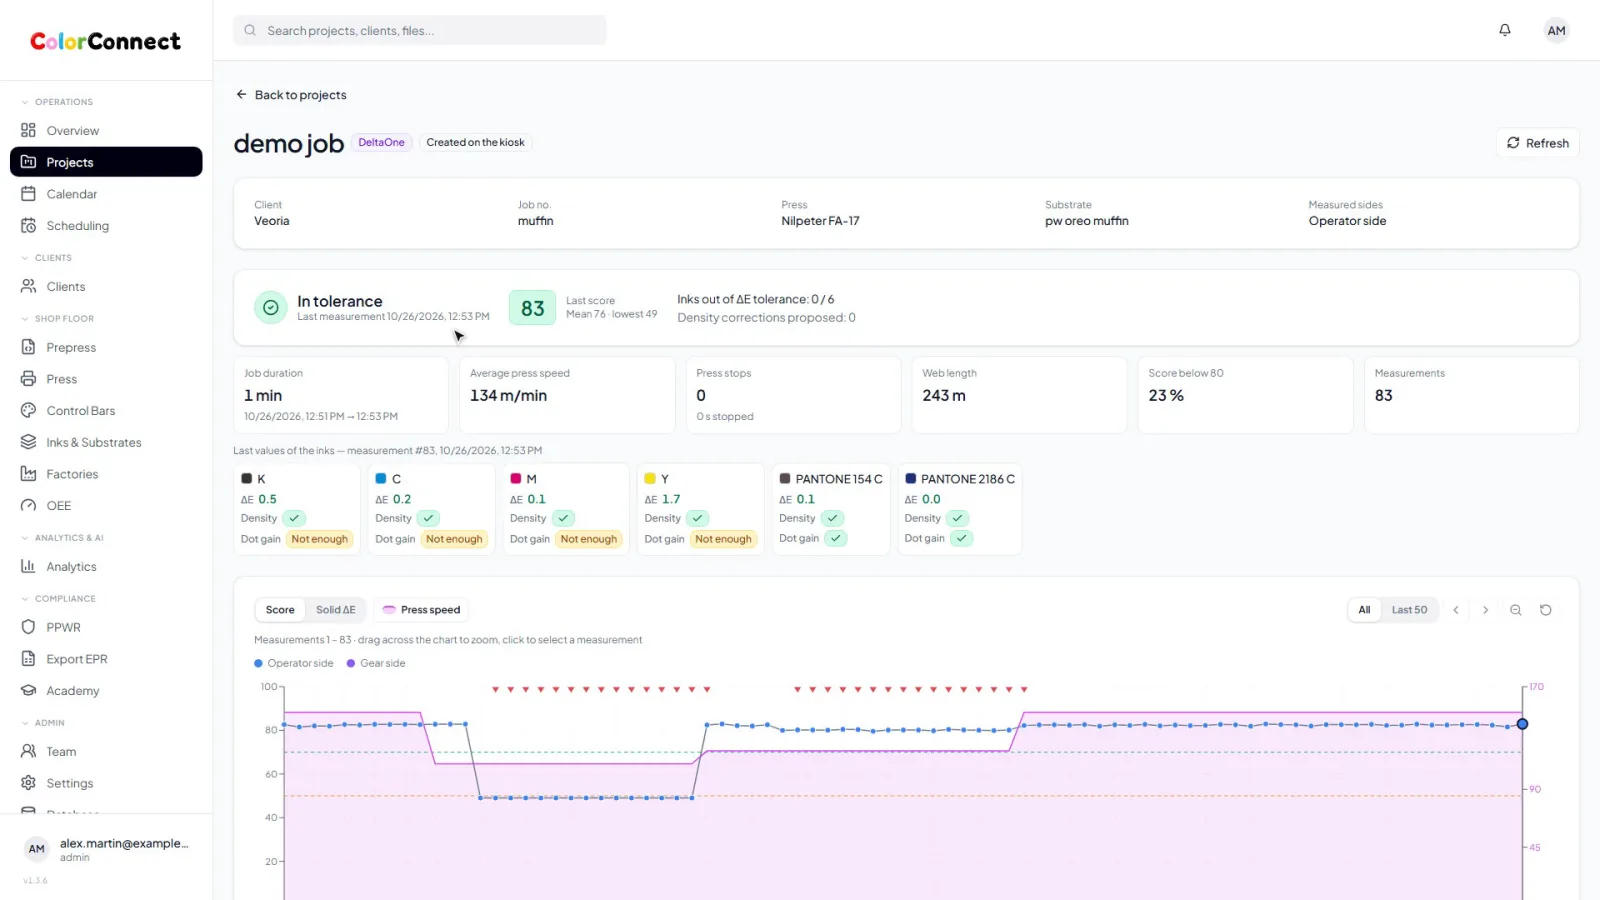 ColorConnect
Search projects, clients, files...
AM
OPERATIONS
Overview
Projects
Calendar
Scheduling
CLIENTS
Clients
SHOP FLOOR
Prepress
Press
Control Bars
Inks & Substrates
Factories
OEE
ANALYTICS & AI
Analytics
COMPLIANCE
PPWR
Export EPR
Academy
ADMIN
Team
Settings
AM
alex.martin@example...
admin
v1.3.6
Back to projects
demo job DeltaOne Created on the kiosk
Refresh
Client Job no. Press Substrate Measured sides
Veoria muffin Nilpeter FA-17 pw oreo muffin Operator side
In tolerance
Last measurement 10/26/2026, 12:53 PM
83
Last score
Mean 76 · lowest 49
Inks out of ΔE tolerance: 0 / 6
Density corrections proposed: 0
Job duration
1 min
10/26/2026, 12:51 PM → 12:53 PM
Average press speed
134 m/min
Press stops
0
0 s stopped
Web length
243 m
Score below 80
23 %
Measurements
83
Last values of the inks — measurement #83, 10/26/2026, 12:53 PM
K
ΔE 0.5
Density
Dot gain Not enough
C
ΔE 0.2
Density
Dot gain Not enough
M
ΔE 0.1
Density
Dot gain Not enough
Y
ΔE 1.7
Density
Dot gain Not enough
PANTONE 154 C
ΔE 0.1
Density
Dot gain
PANTONE 2186 C
ΔE 0.0
Density
Dot gain
Score Solid ΔE Press speed
All Last 50
Measurements 1 – 83 · drag across the chart to zoom, click to select a measurement
Operator side Gear side
100
80
60
40
20
170
90
45